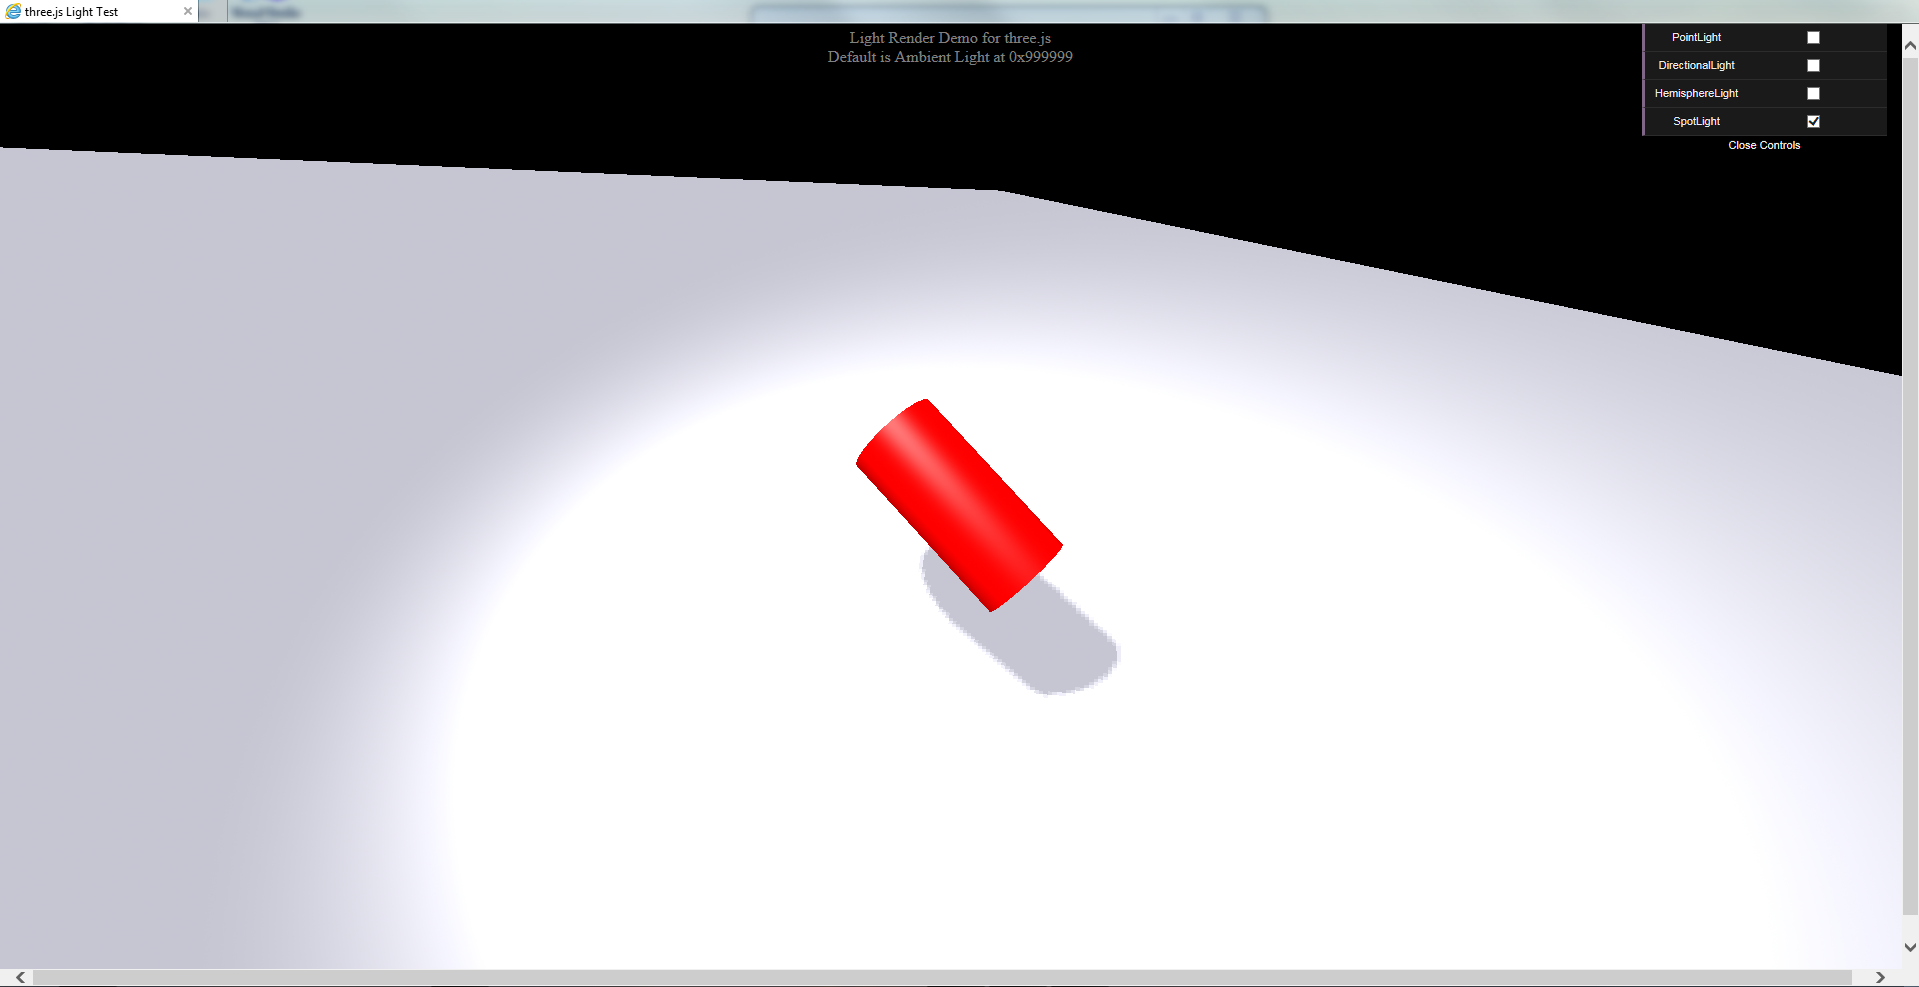 three.js Light Test
Light Render Demo for three.js
Default is Ambient Light at 0x999999
PointLight
DirectionalLight
HemisphereLight
SpotLight
Close Controls